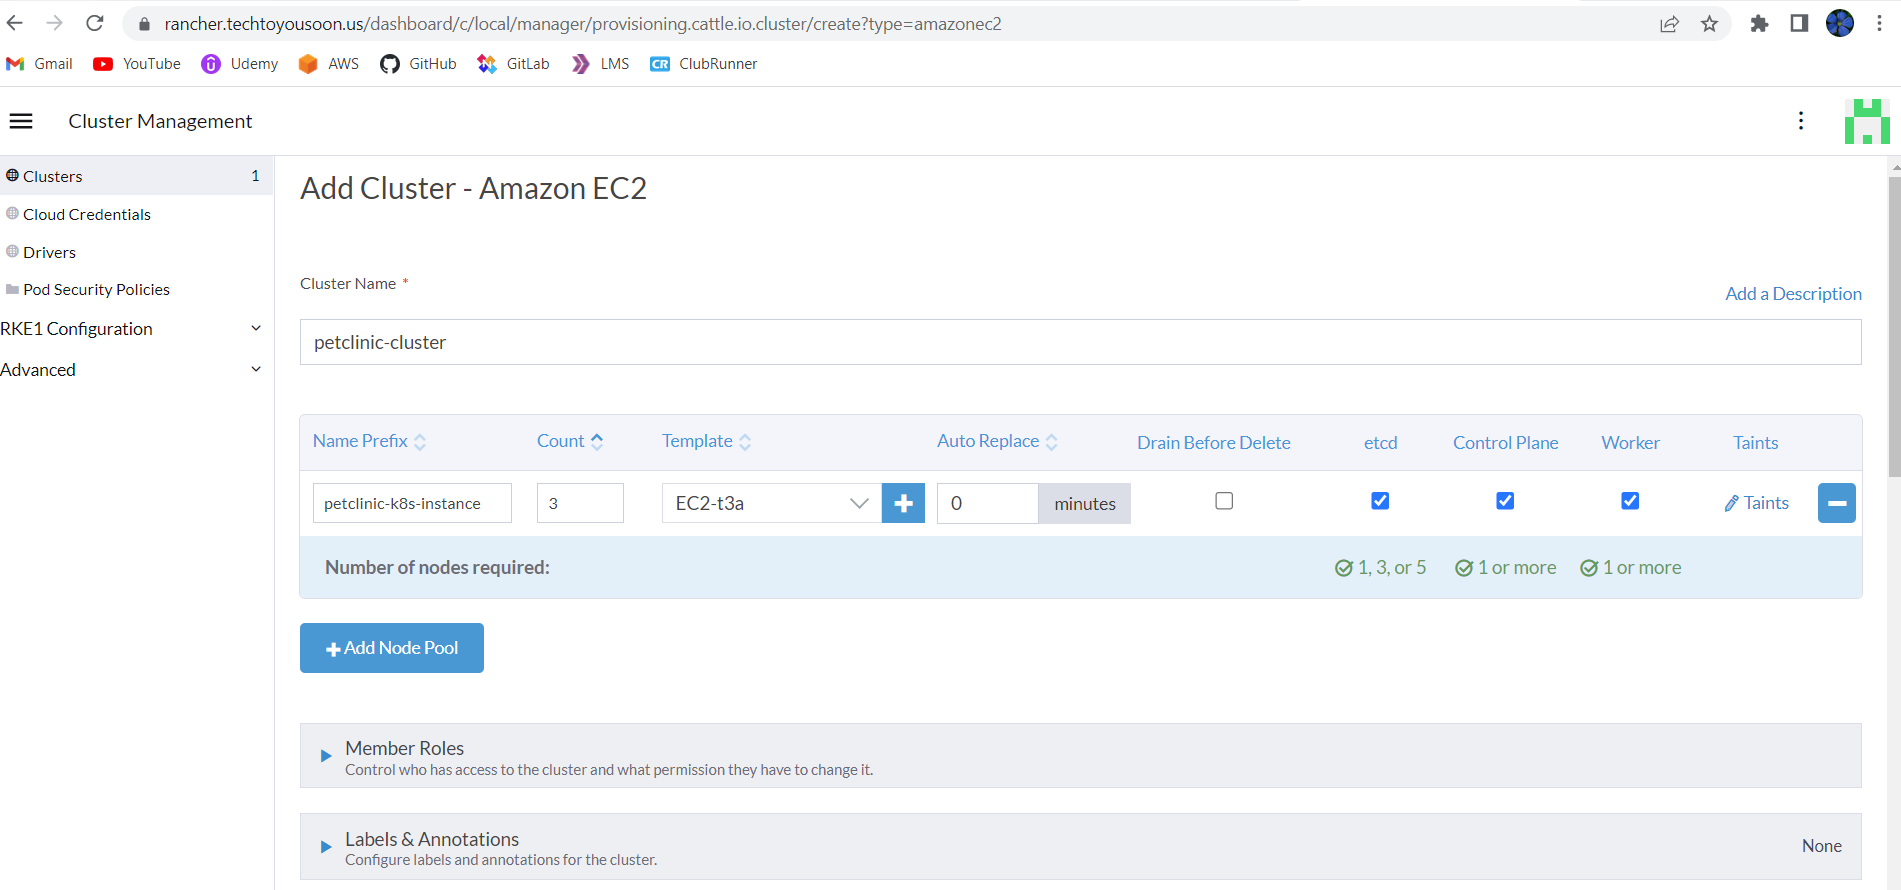 rancher.techtoyousoon.us/dashboard/c/local/manager/provisioning.cattle.io.cluster/create?type=amazonec2
Gmail YouTube Udemy AWS GitHub GitLab LMS CR ClubRunner
Cluster Management
Clusters 1
Cloud Credentials
Drivers
Pod Security Policies
RKE1 Configuration
Advanced
Add Cluster - Amazon EC2
Cluster Name *
Add a Description
petclinic-cluster
Name Prefix Count Template Auto Replace Drain Before Delete etcd Control Plane Worker Taints
petclinic-k8s-instance 3 EC2-t3a 0 minutes Taints
Number of nodes required: 1, 3, or 5 1 or more 1 or more
Add Node Pool
Member Roles
Control who has access to the cluster and what permission they have to change it.
Labels & Annotations
Configure labels and annotations for the cluster.
None